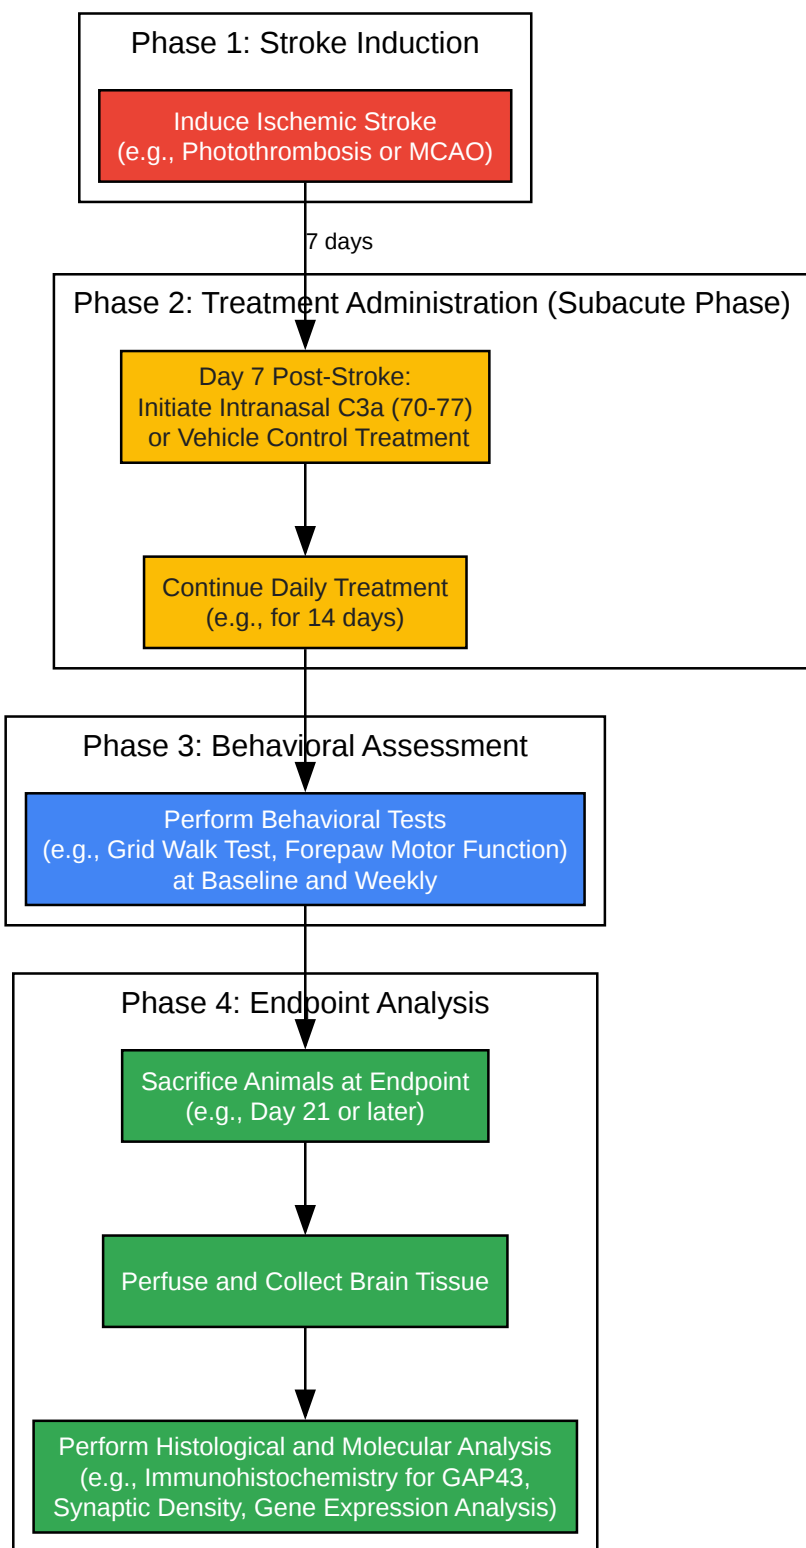 Phase 1: Stroke Induction
Induce Ischemic Stroke
(e.g., Photothrombosis or MCAO)
7 days
Phase 2: Treatment Administration (Subacute Phase)
Day 7 Post-Stroke:
Initiate Intranasal C3a (70-77)
or Vehicle Control Treatment
Continue Daily Treatment
(e.g., for 14 days)
Phase 3: Behavioral Assessment
Perform Behavioral Tests
(e.g., Grid Walk Test, Forepaw Motor Function)
at Baseline and Weekly
Phase 4: Endpoint Analysis
Sacrifice Animals at Endpoint
(e.g., Day 21 or later)
Perfuse and Collect Brain Tissue
Perform Histological and Molecular Analysis
(e.g., Immunohistochemistry for GAP43,
Synaptic Density, Gene Expression Analysis)